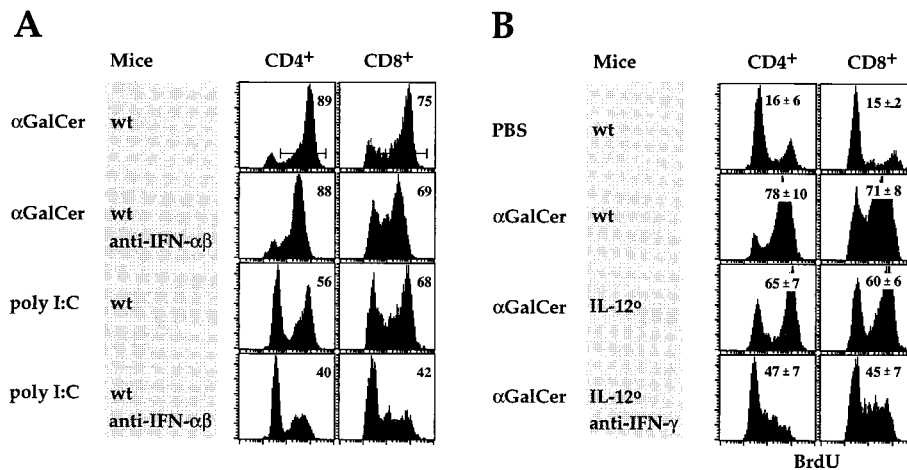 A
Mice CD4+ CD8+
αGalCer wt 89 75
αGalCer wt 88 69
anti-IFN-αβ
poly I:C wt 56 68
poly I:C wt 40 42
anti-IFN-αβ
B
Mice CD4+ CD8+
PBS wt 16 ± 6 15 ± 2
αGalCer wt 78 ± 10 71 ± 8
αGalCer IL-12° 65 ± 7 60 ± 6
αGalCer IL-12° 47 ± 7 45 ± 7
anti-IFN-γ
BrdU